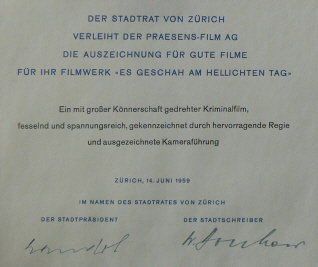 DER STADTRAT VON ZÜRICH
VERLEIHT DER PRAESENS-FILM AG
DIE AUSZEICHNUNG FÜR GUTE FILME
FÜR IHR FILMWERK «ES GESCHAH AM HELLICHTEN TAG»
Ein mit großer Könnerschaft gedrehter Kriminalfilm,
fesselnd und spannungsreich, gekennzeichnet durch hervorragende Regie
und ausgezeichnete Kameraführung
ZÜRICH, 14. JUNI 1959
IM NAMEN DES STADTRATES VON ZÜRICH
DER STADTPRÄSIDENT DER STADTSCHREIBER